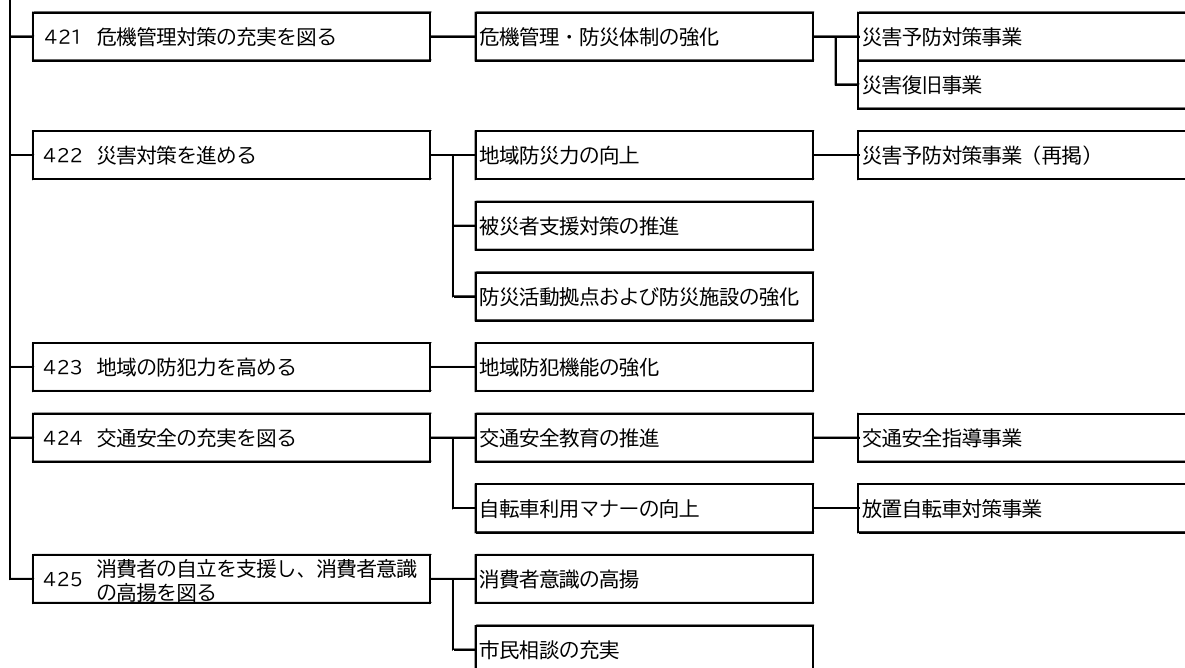 421 危機管理対策の充実を図る
危機管理・防災体制の強化
災害予防対策事業
災害復旧事業
422 災害対策を進める
地域防災力の向上
災害予防対策事業（再掲）
被災者支援対策の推進
防災活動拠点および防災施設の強化
423 地域の防犯力を高める
地域防犯機能の強化
424 交通安全の充実を図る
交通安全教育の推進
交通安全指導事業
自転車利用マナーの向上
放置自転車対策事業
425 消費者の自立を支援し、消費者意識
の高揚を図る
消費者意識の高揚
市民相談の充実